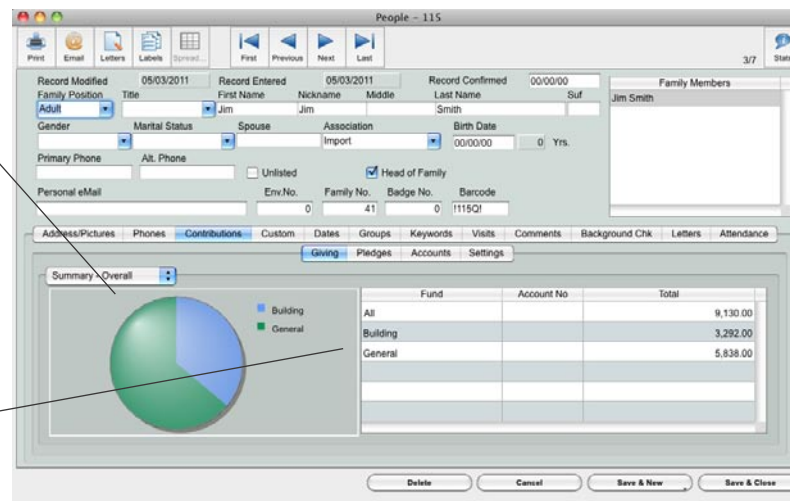 People - 115
Print Email Letters Labels Spread... First Previous Next Last 3/7
Record Modified 05/03/2011 Record Entered 05/03/2011 Record Confirmed 00/00/00 Family Members
Family Position Title First Name Nickname Middle Last Name Suf
Adult Jim Jim Smith Jim Smith
Gender Marital Status Spouse Association Birth Date
Import 00/00/00 0 Yrs.
Primary Phone Alt. Phone
Unlisted Head of Family
Personal eMail Env.No. Family No. Badge No. Barcode
0 41 0 !115Q!
Address/Pictures Phones Contributions Custom Dates Groups Keywords Visits Comments Background Chk Letters Attendance
Giving Pledges Accounts Settings
Summary - Overall
Fund Account No Total
Building
General
All 9,130.00
Building 3,292.00
General 5,838.00
Delete Cancel Save & New Save & Close